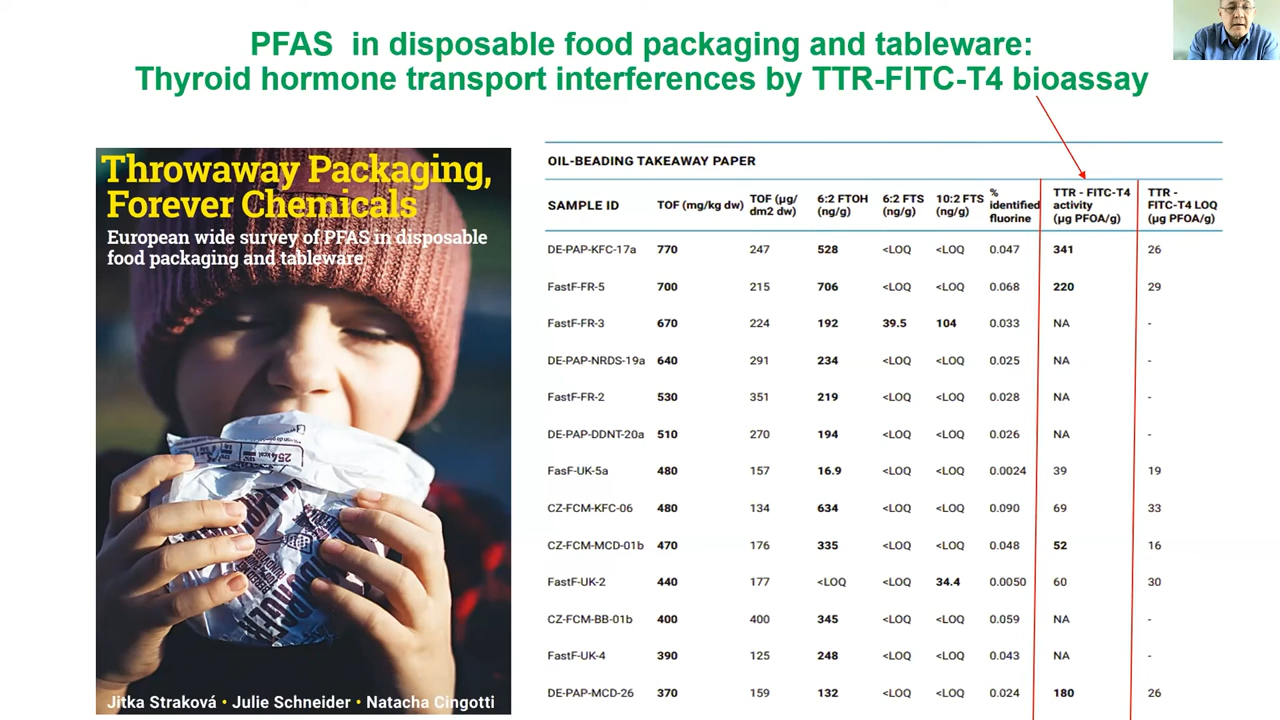 PFAS in disposable food packaging and tableware:
Thyroid hormone transport interferences by TTR-FITC-T4 bioassay
Throwaway Packaging,
Forever Chemicals
European wide survey of PFAS in disposable
food packaging and tableware
254 kcal
Jitka Straková • Julie Schneider • Natacha Cingotti
OIL-BEADING TAKEAWAY PAPER
SAMPLE ID TOF (mg/kg dw) TOF (µg/dm2 dw) 6:2 FTOH (ng/g) 6:2 FTS (ng/g) 10:2 FTS (ng/g) % identified fluorine TTR - FITC-T4 activity (µg PFOA/g) TTR - FITC-T4 LOQ (µg PFOA/g)
DE-PAP-KFC-17a 770 247 528 <LOQ <LOQ 0.047 341 26
FastF-FR-5 700 215 706 <LOQ <LOQ 0.068 220 29
FastF-FR-3 670 224 192 39.5 104 0.033 NA -
DE-PAP-NRDS-19a 640 291 234 <LOQ <LOQ 0.025 NA -
FastF-FR-2 530 351 219 <LOQ <LOQ 0.028 NA -
DE-PAP-DDNT-20a 510 270 194 <LOQ <LOQ 0.026 NA -
FasF-UK-5a 480 157 16.9 <LOQ <LOQ 0.0024 39 19
CZ-FCM-KFC-06 480 134 634 <LOQ <LOQ 0.090 69 33
CZ-FCM-MCD-01b 470 176 335 <LOQ <LOQ 0.048 52 16
FastF-UK-2 440 177 <LOQ <LOQ 34.4 0.0050 60 30
CZ-FCM-BB-01b 400 400 345 <LOQ <LOQ 0.059 NA -
FastF-UK-4 390 125 248 <LOQ <LOQ 0.043 NA -
DE-PAP-MCD-26 370 159 132 <LOQ <LOQ 0.024 180 26